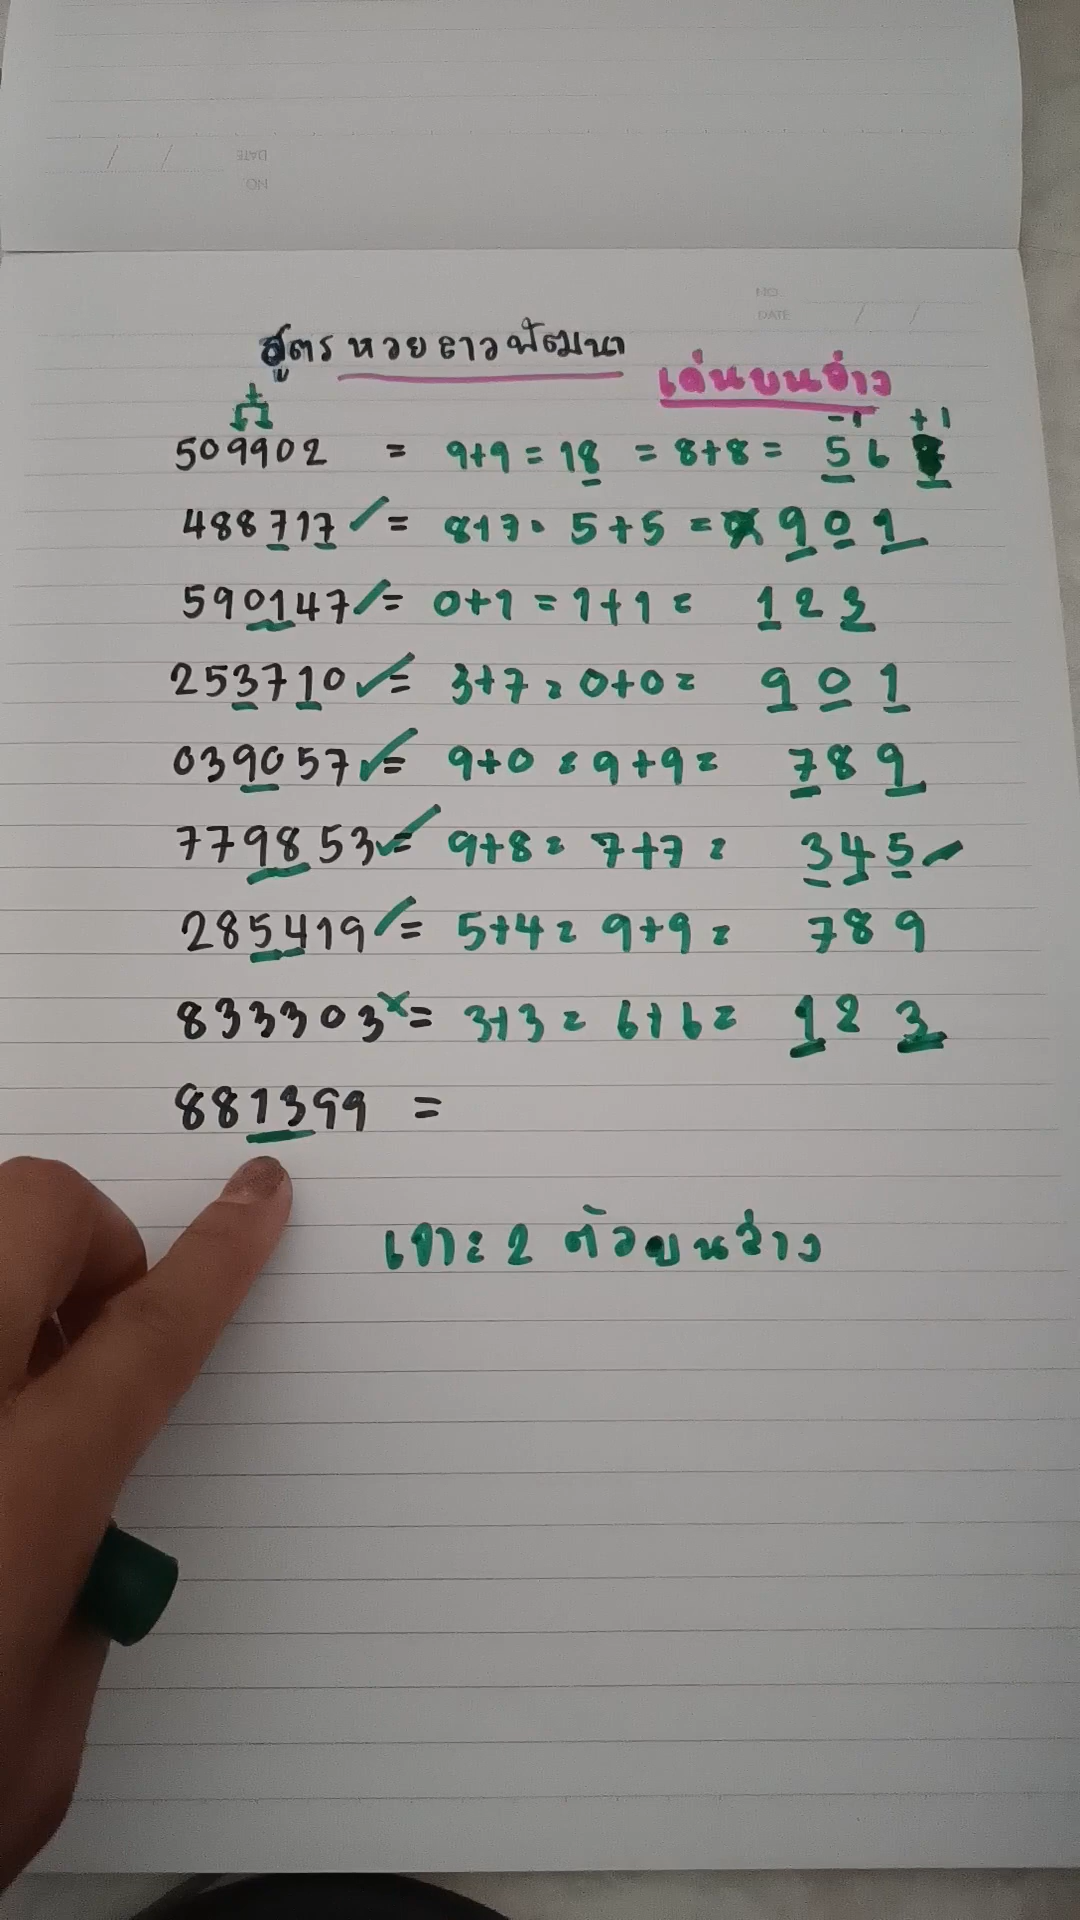 DATE
NO
NO
DATE
สูตร หวยลาวพัฒนา
เด่นบนล่าง
+
-1 +1
509902 = 9+9 = 18 = 8+8 = 5 6
488717 ✓ = 8+7 = 5+5 = 9 0 1
590147 ✓ = 0+1 = 1+1 = 1 2 3
253710 ✓ = 3+7 = 0+0 = 9 0 1
039057 ✓ = 9+0 = 9+9 = 7 8 9
779853 ✓ = 9+8 = 7+7 = 3 4 5 ✓
285419 ✓ = 5+4 = 9+9 = 7 8 9
833303 x = 3+3 = 6+6 = 1 2 3
881399 =
เจาะ 2 ตัวบนล่าง